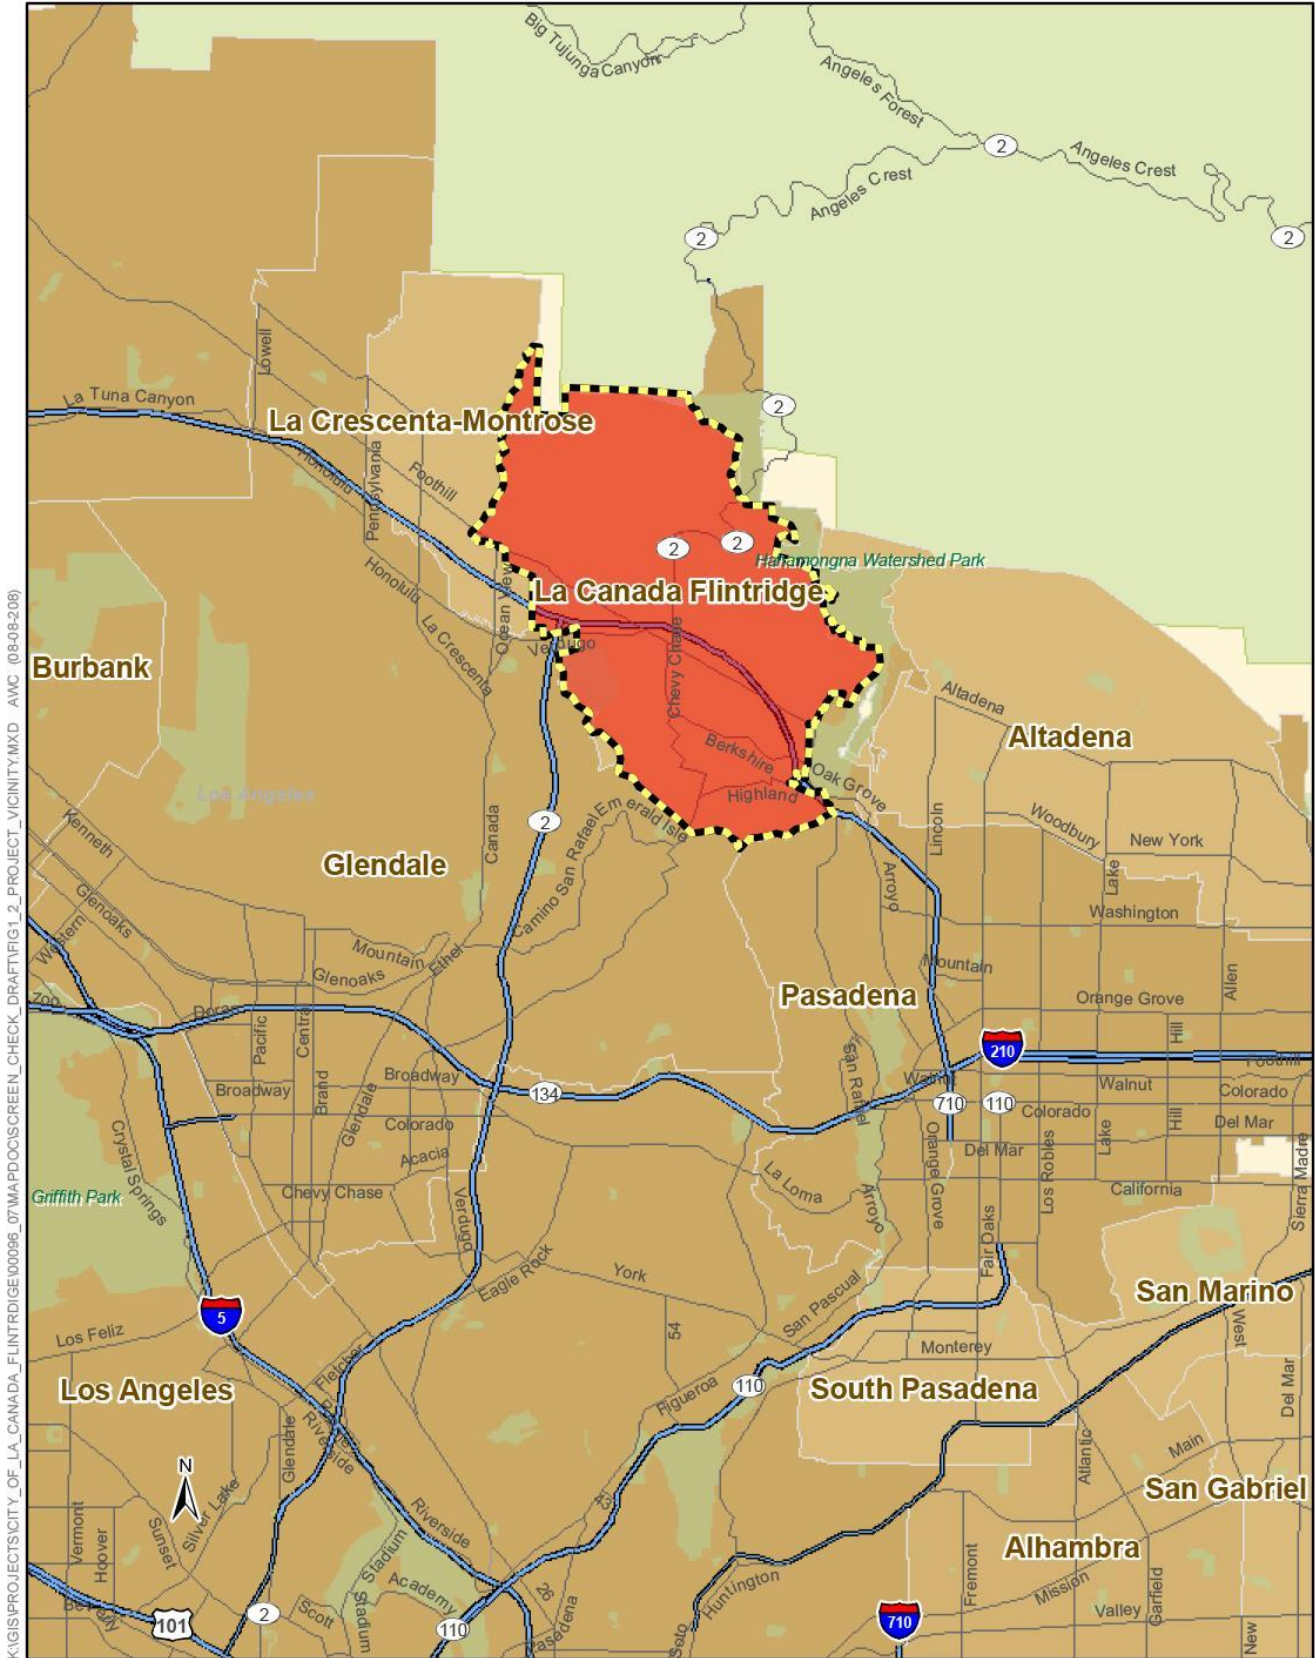 Big Tujunga Canyon
Angeles Forest
2
Angeles Crest
Angeles Crest
2
2
Lowell
La Tuna Canyon
2
La Crescenta-Montrose
Honolulu
Pennsylvania
Foothill
2
2
Hahamongna Watershed Park
Honolulu
La Canada Flintridge
Ocean View
La Crescenta
Verdugo
Chevy Chase
Burbank
Altadena
Altadena
Berkshire
Oak Grove
Highland
Los Angeles
Emerald Isle
Lincoln
Woodbury
New York
Kenneth
2
Canada
Camino San Rafael
Glendale
Arroyo
Lake
Glenoaks
Washington
Western
Mountain
Ethel
Glenoaks
Mountain
Allen
Pasadena
Orange Grove
Zoo
Doran
Pacific
Central
San Rafael
210
Hill
Foothill
Broadway
Broadway
Brand
Glendale
134
Walnut
Walnut
Colorado
710
110
Colorado
Colorado
Del Mar
Hill
Crystal Springs
Acacia
Orange Grove
Del Mar
Los Robles
Lake
Sierra Madre
Griffith Park
Chevy Chase
Verdugo
La Loma
Arroyo
California
Fair Oaks
Eagle Rock
York
San Pascual
San Marino
5
Los Feliz
54
Monterey
West
Fletcher
Los Angeles
Figueroa
110
South Pasadena
Del Mar
Riverside
Glendale
Atlantic
Main
N
Silver Lake
43
San Gabriel
Vermont
Hoover
Sunset
Riverside
Stadium
Alhambra
Academy
26
Huntington
Fremont
Mission
Garfield
Beverly
101
2
Scott
Stadium
110
Pasadena
Soto
710
Valley
New
K:\GIS\PROJECTS\CITY_OF_LA_CANADA_FLINTRDIGE\00096_07\MAPDOC\SCREEN_CHECK_DRAFT\FIG1_2_PROJECT_VICINITY.MXD AWC (08-08-208)